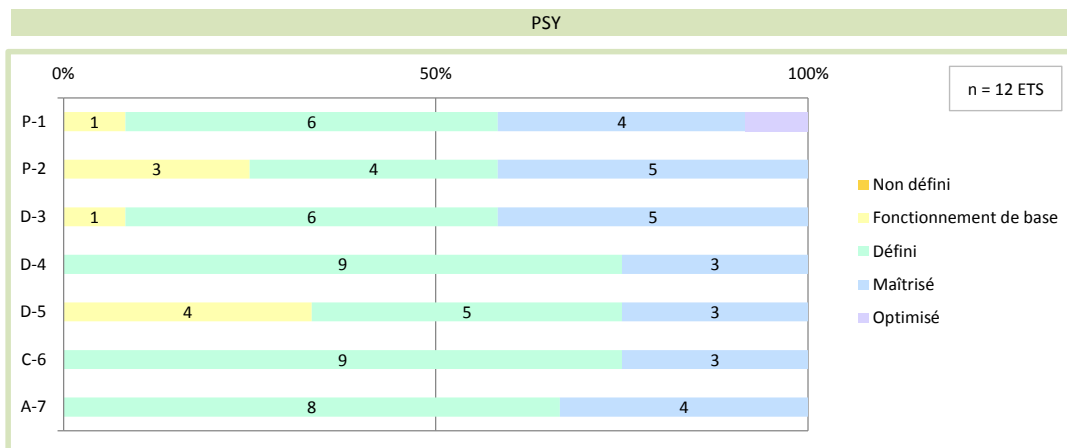 PSY
0% 50% 100%
n = 12 ETS
P-1 1 6 4
P-2 3 4 5
D-3 1 6 5
D-4 9 3
D-5 4 5 3
C-6 9 3
A-7 8 4
Non défini
Fonctionnement de base
Défini
Maîtrisé
Optimisé